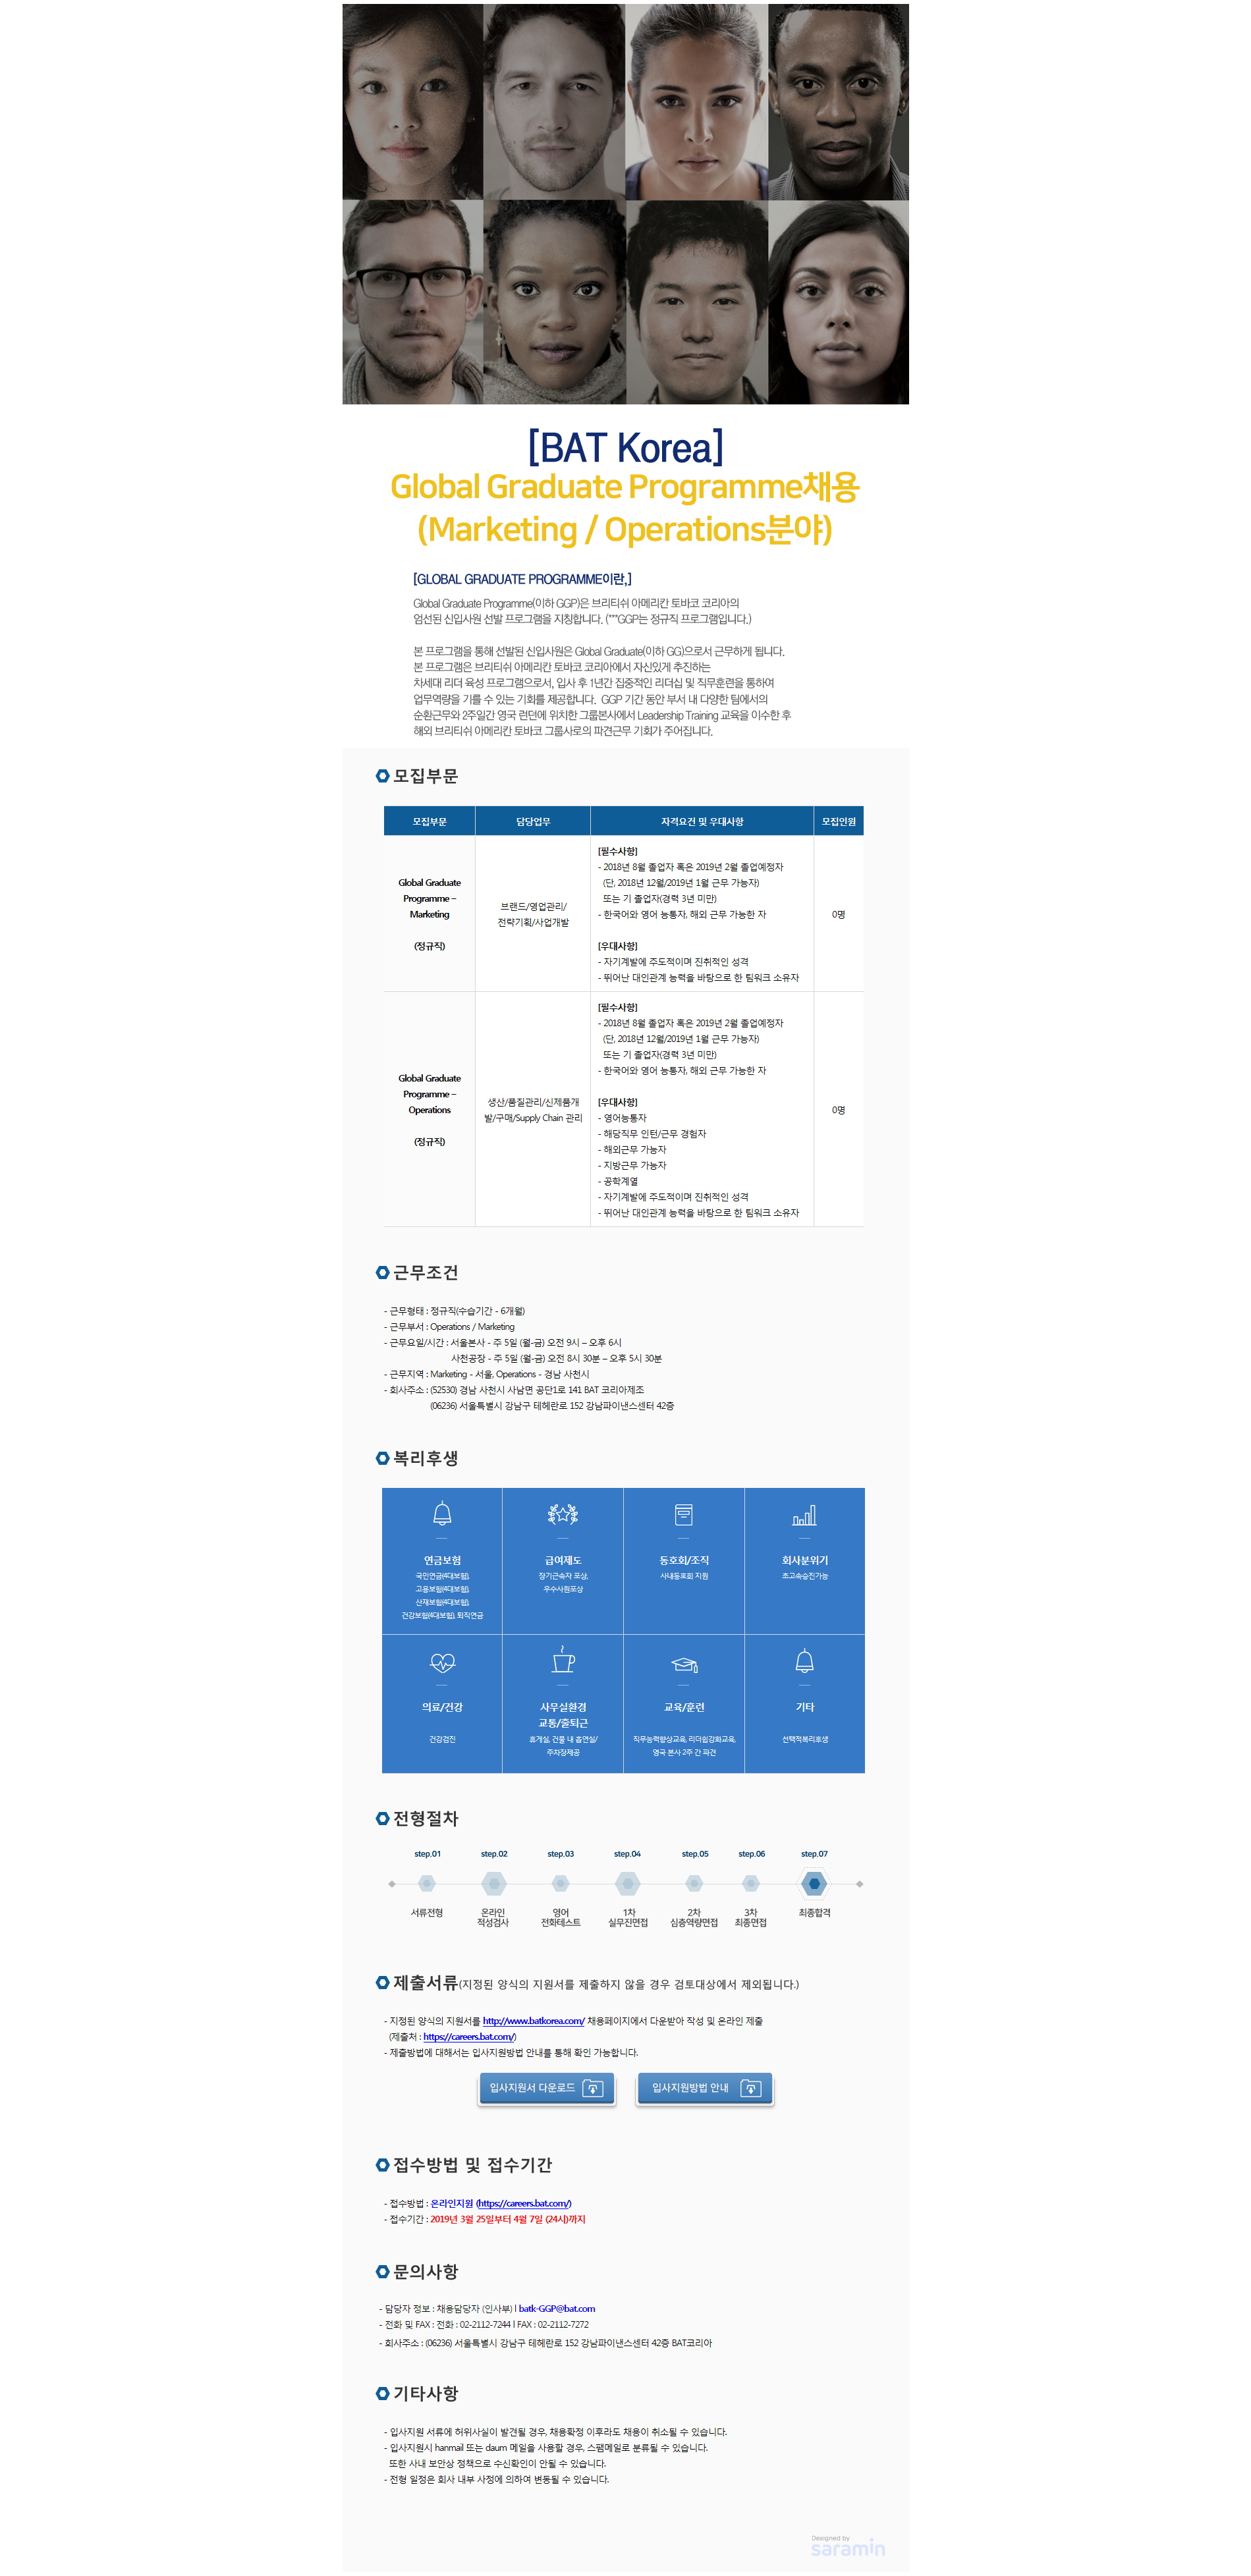 [BAT Korea]
Global Graduate Programme채용
(Marketing / Operations분야)
[GLOBAL GRADUATE PROGRAMME이란,]
Global Graduate Programme(이하 GGP)은 브리티쉬 아메리칸 토바코 코리아의
엄선된 신입사원 선발 프로그램을 지칭합니다. (***GGP는 정규직 프로그램입니다.)
본 프로그램을 통해 선발된 신입사원은 Global Graduate(이하 GG)으로서 근무하게 됩니다.
본 프로그램은 브리티쉬 아메리칸 토바코 코리아에서 자신있게 추진하는
차세대 리더 육성 프로그램으로서, 입사 후 1년간 집중적인 리더십 및 직무훈련을 통하여
업무역량을 기를 수 있는 기회를 제공합니다. GGP 기간 동안 부서 내 다양한 팀에서의
순환근무와 2주일간 영국 런던에 위치한 그룹본사에서 Leadership Training 교육을 이수한 후
해외 브리티쉬 아메리칸 토바코 그룹사로의 파견근무 기회가 주어집니다.
모집부문
모집부문 담당업무 자격요건 및 우대사항 모집인원
Global Graduate
Programme –
Marketing
(정규직)
브랜드/영업관리/
전략기획/사업개발
[필수사항]
- 2018년 8월 졸업자 혹은 2019년 2월 졸업예정자
(단, 2018년 12월/2019년 1월 근무 가능자)
또는 기 졸업자(경력 3년 미만)
- 한국어와 영어 능통자, 해외 근무 가능한 자
[우대사항]
- 자기계발에 주도적이며 진취적인 성격
- 뛰어난 대인관계 능력을 바탕으로 한 팀워크 소유자
0명
Global Graduate
Programme –
Operations
(정규직)
생산/품질관리/신제품개
발/구매/Supply Chain 관리
[필수사항]
- 2018년 8월 졸업자 혹은 2019년 2월 졸업예정자
(단, 2018년 12월/2019년 1월 근무 가능자)
또는 기 졸업자(경력 3년 미만)
- 한국어와 영어 능통자, 해외 근무 가능한 자
[우대사항]
- 영어능통자
- 해당직무 인턴/근무 경험자
- 해외근무 가능자
- 지방근무 가능자
- 공학계열
- 자기계발에 주도적이며 진취적인 성격
- 뛰어난 대인관계 능력을 바탕으로 한 팀워크 소유자
0명
근무조건
- 근무형태 : 정규직(수습기간 - 6개월)
- 근무부서 : Operations / Marketing
- 근무요일/시간 : 서울본사 - 주 5일 (월-금) 오전 9시 – 오후 6시
사천공장 - 주 5일 (월-금) 오전 8시 30분 – 오후 5시 30분
- 근무지역 : Marketing - 서울, Operations - 경남 사천시
- 회사주소 : (52530) 경남 사천시 사남면 공단1로 141 BAT 코리아제조
(06236) 서울특별시 강남구 테헤란로 152 강남파이낸스센터 42층
복리후생
연금보험
국민연금(4대보험),
고용보험(4대보험),
산재보험(4대보험),
건강보험(4대보험), 퇴직연금
급여제도
장기근속자 포상,
우수사원포상
동호회/조직
사내동호회 지원
회사분위기
초고속승진가능
의료/건강
건강검진
사무실환경
교통/출퇴근
휴게실, 건물 내 흡연실/
주차장제공
교육/훈련
직무능력향상교육, 리더쉽강화교육,
영국 본사 2주 간 파견
기타
선택적복리후생
전형절차
step.01 step.02 step.03 step.04 step.05 step.06 step.07
서류전형
온라인
적성검사
영어
전화테스트
1차
실무진면접
2차
심층역량면접
3차
최종면접
최종합격
제출서류(지정된 양식의 지원서를 제출하지 않을 경우 검토대상에서 제외됩니다.)
- 지정된 양식의 지원서를 http://www.batkorea.com/ 채용페이지에서 다운받아 작성 및 온라인 제출
(제출처 : https://careers.bat.com/)
- 제출방법에 대해서는 입사지원방법 안내를 통해 확인 가능합니다.
입사지원서 다운로드 입사지원방법 안내
접수방법 및 접수기간
- 접수방법 : 온라인지원 (https://careers.bat.com/)
- 접수기간 : 2019년 3월 25일부터 4월 7일 (24시)까지
문의사항
- 담당자 정보 : 채용담당자 (인사부) l batk-GGP@bat.com
- 전화 및 FAX : 전화 : 02-2112-7244 l FAX : 02-2112-7272
- 회사주소 : (06236) 서울특별시 강남구 테헤란로 152 강남파이낸스센터 42층 BAT코리아
기타사항
- 입사지원 서류에 허위사실이 발견될 경우, 채용확정 이후라도 채용이 취소될 수 있습니다.
- 입사지원시 hanmail 또는 daum 메일을 사용할 경우, 스팸메일로 분류될 수 있습니다.
또한 사내 보안상 정책으로 수신확인이 안될 수 있습니다.
- 전형 일정은 회사 내부 사정에 의하여 변동될 수 있습니다.
Designed by
saramin